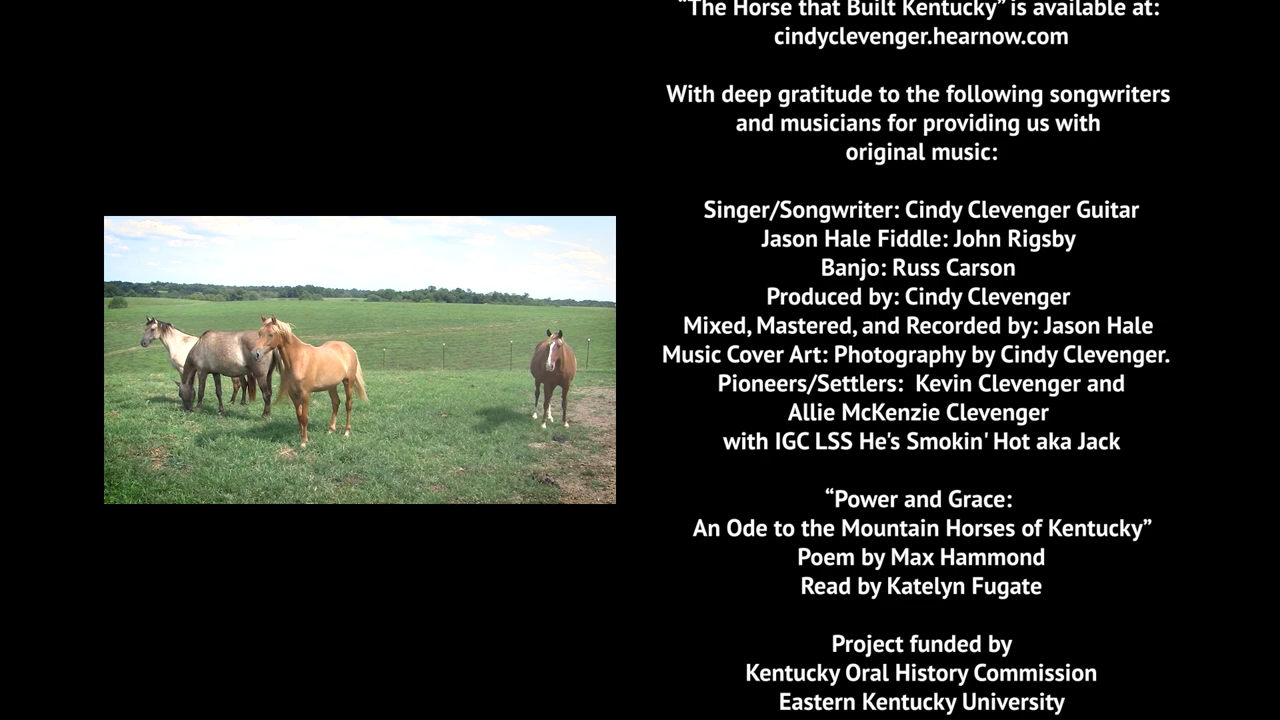 “The Horse that Built Kentucky” is available at:
cindyclevenger.hearnow.com
With deep gratitude to the following songwriters
and musicians for providing us with
original music:
Singer/Songwriter: Cindy Clevenger Guitar
Jason Hale Fiddle: John Rigsby
Banjo: Russ Carson
Produced by: Cindy Clevenger
Mixed, Mastered, and Recorded by: Jason Hale
Music Cover Art: Photography by Cindy Clevenger.
Pioneers/Settlers:  Kevin Clevenger and
Allie McKenzie Clevenger
with IGC LSS He's Smokin' Hot aka Jack
“Power and Grace:
An Ode to the Mountain Horses of Kentucky”
Poem by Max Hammond
Read by Katelyn Fugate
Project funded by
Kentucky Oral History Commission
Eastern Kentucky University